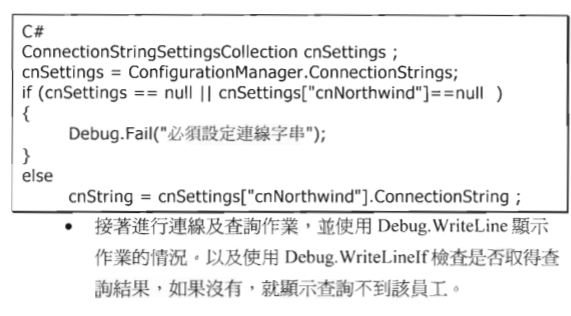 C#
ConnectionStringSettingsCollection cnSettings ;
cnSettings = ConfigurationManager.ConnectionStrings;
if (cnSettings == null || cnSettings["cnNorthwind"]==null  )
{
Debug.Fail("必須設定連線字串");
}
else
cnString = cnSettings["cnNorthwind"].ConnectionString ;
• 接著進行連線及查詢作業，並使用 Debug.WriteLine 顯示
作業的情況。以及使用 Debug.WriteLineIf 檢查是否取得查
詢結果，如果沒有，就顯示查詢不到該員工。